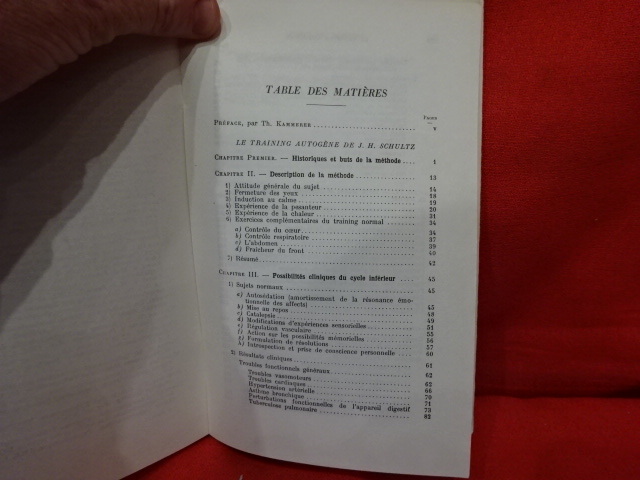 TABLE DES MATIÈRES
Pages
PRÉFACE, par Th. KAMMERER v
LE TRAINING AUTOGÈNE DE J. H. SCHULTZ
CHAPITRE PREMIER. — Historiques et buts de la méthode 1
CHAPITRE II. — Description de la méthode 13
1) Attitude générale du sujet 14
2) Fermeture des yeux 18
3) Induction au calme 19
4) Expérience de la pesanteur 20
5) Expérience de la chaleur 31
6) Exercices complémentaires du training normal 34
a) Contrôle du cœur 34
b) Contrôle respiratoire 37
c) L'abdomen 39
d) Fraîcheur du front 40
7) Résumé 42
CHAPITRE III. — Possibilités cliniques du cycle inférieur 45
1) Sujets normaux 45
a) Autosédation (amortissement de la résonance émo-
tionnelle des affects) 45
b) Mise au repos 48
c) Catalepsie 49
d) Modifications d'expériences sensorielles 51
e) Régulation vasculaire 55
f) Action sur les possibilités mémorielles 56
g) Formulation de résolutions 57
h) Introspection et prise de conscience personnelle 60
2) Résultats cliniques 61
Troubles fonctionnels généraux 62
Troubles vasomoteurs 62
Troubles cardiaques 66
Hypertension artérielle 70
Asthme bronchique 71
Perturbations fonctionnelles de l'appareil digestif 73
Tuberculose pulmonaire 82